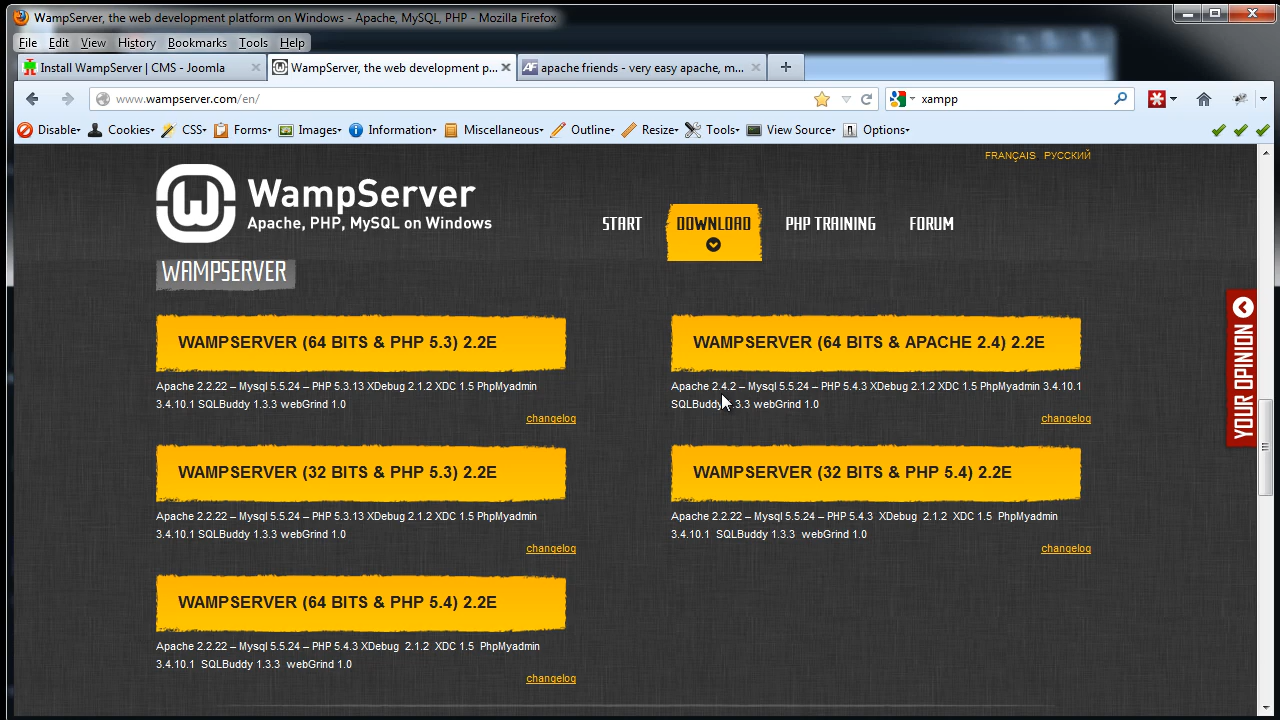 WampServer, the web development platform on Windows - Apache, MySQL, PHP - Mozilla Firefox
File Edit View History Bookmarks Tools Help
Install WampServer | CMS - Joomla
WampServer, the web development p...
apache friends - very easy apache, m...
www.wampserver.com/en/
xampp
Disable Cookies CSS Forms Images Information Miscellaneous Outline Resize Tools View Source Options
FRANÇAIS РУССКИЙ
WampServer
Apache, PHP, MySQL on Windows
START DOWNLOAD PHP TRAINING FORUM
WAMPSERVER
WAMPSERVER (64 BITS & PHP 5.3) 2.2E
Apache 2.2.22 – Mysql 5.5.24 – PHP 5.3.13 XDebug 2.1.2 XDC 1.5 PhpMyadmin
3.4.10.1 SQLBuddy 1.3.3 webGrind 1.0
changelog
WAMPSERVER (64 BITS & APACHE 2.4) 2.2E
Apache 2.4.2 – Mysql 5.5.24 – PHP 5.4.3 XDebug 2.1.2 XDC 1.5 PhpMyadmin 3.4.10.1
SQLBuddy 1.3.3 webGrind 1.0
changelog
WAMPSERVER (32 BITS & PHP 5.3) 2.2E
Apache 2.2.22 – Mysql 5.5.24 – PHP 5.3.13 XDebug 2.1.2 XDC 1.5 PhpMyadmin
3.4.10.1 SQLBuddy 1.3.3 webGrind 1.0
changelog
WAMPSERVER (32 BITS & PHP 5.4) 2.2E
Apache 2.2.22 – Mysql 5.5.24 – PHP 5.4.3 XDebug 2.1.2 XDC 1.5 PhpMyadmin
3.4.10.1 SQLBuddy 1.3.3 webGrind 1.0
changelog
WAMPSERVER (64 BITS & PHP 5.4) 2.2E
Apache 2.2.22 – Mysql 5.5.24 – PHP 5.4.3 XDebug 2.1.2 XDC 1.5 PhpMyadmin
3.4.10.1 SQLBuddy 1.3.3 webGrind 1.0
changelog
YOUR OPINION